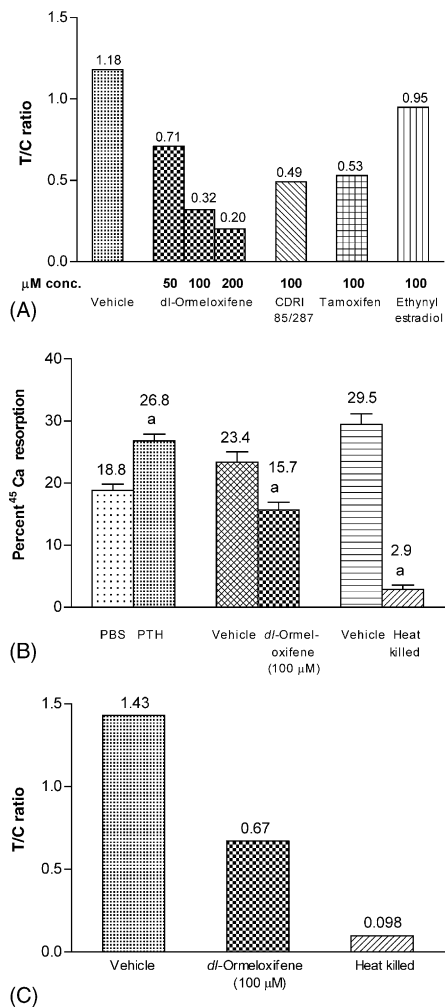 T/C ratio
1.5
1.0
0.5
0.0
1.18
0.71
0.32
0.20
0.49
0.53
0.95
µM conc. 50 100 200 100 100 100
Vehicle dl-Ormeloxifene CDRI Tamoxifen Ethynyl
85/287 estradiol
(A)
Percent 45 Ca resorption
40
30
20
10
0
18.8
26.8
a
23.4
15.7
a
29.5
2.9
a
PBS PTH Vehicle dl-Ormel- Vehicle Heat
oxifene killed
(100 µM)
(B)
T/C ratio
1.5
1.0
0.5
0.0
1.43
0.67
0.098
Vehicle dl-Ormeloxifene Heat killed
(100 µM)
(C)